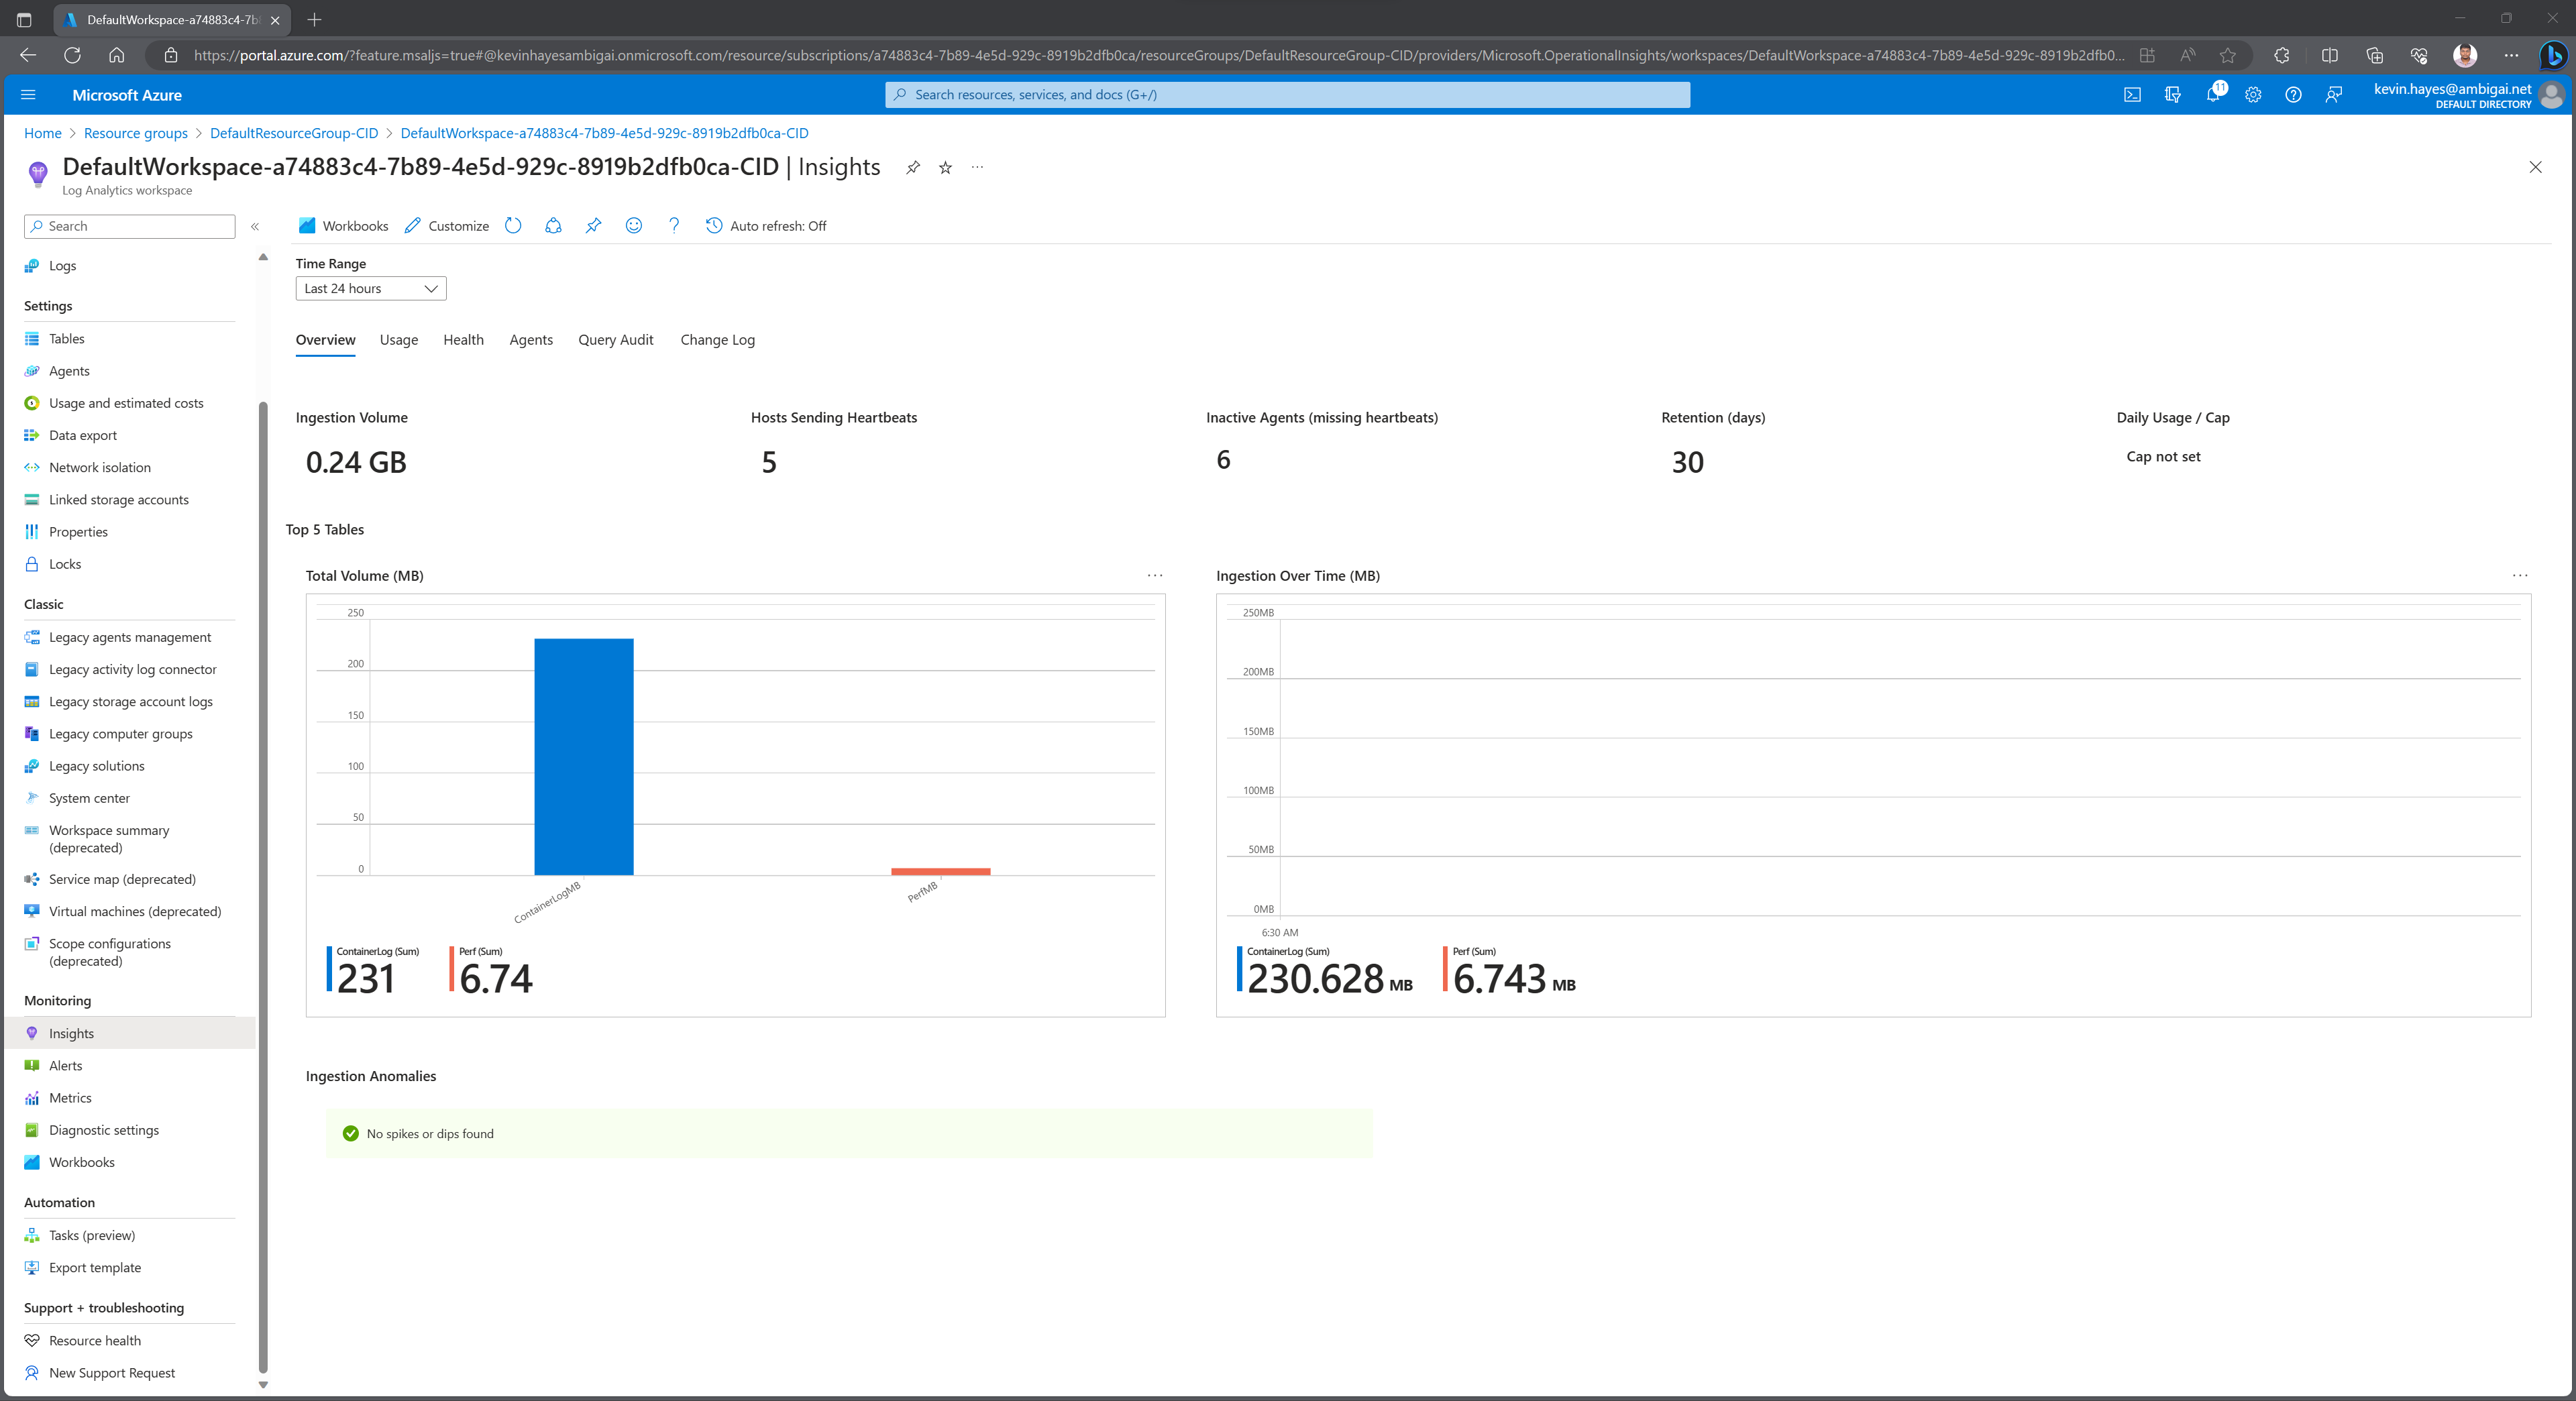 DefaultWorkspace-a74883c4-7b8
https://portal.azure.com/?feature.msaljs=true#@kevinhayesambigai.onmicrosoft.com/resource/subscriptions/a74883c4-7b89-4e5d-929c-8919b2dfb0ca/resourceGroups/DefaultResourceGroup-CID/providers/Microsoft.OperationalInsights/workspaces/DefaultWorkspace-a74883c4-7b89-4e5d-929c-8919b2dfb0...
Microsoft Azure
Search resources, services, and docs (G+/)
11
kevin.hayes@ambigai.net
DEFAULT DIRECTORY
Home > Resource groups > DefaultResourceGroup-CID > DefaultWorkspace-a74883c4-7b89-4e5d-929c-8919b2dfb0ca-CID
DefaultWorkspace-a74883c4-7b89-4e5d-929c-8919b2dfb0ca-CID | Insights
Log Analytics workspace
Search
Logs
Settings
Tables
Agents
Usage and estimated costs
Data export
Network isolation
Linked storage accounts
Properties
Locks
Classic
Legacy agents management
Legacy activity log connector
Legacy storage account logs
Legacy computer groups
Legacy solutions
System center
Workspace summary
(deprecated)
Service map (deprecated)
Virtual machines (deprecated)
Scope configurations
(deprecated)
Monitoring
Insights
Alerts
Metrics
Diagnostic settings
Workbooks
Automation
Tasks (preview)
Export template
Support + troubleshooting
Resource health
New Support Request
Workbooks Customize Auto refresh: Off
Time Range
Last 24 hours
Overview Usage Health Agents Query Audit Change Log
Ingestion Volume
0.24 GB
Hosts Sending Heartbeats
5
Inactive Agents (missing heartbeats)
6
Retention (days)
30
Daily Usage / Cap
Cap not set
Top 5 Tables
Total Volume (MB)
250
200
150
100
50
0
ContainerLogMB
PerfMB
ContainerLog (Sum)
231
Perf (Sum)
6.74
Ingestion Over Time (MB)
250MB
200MB
150MB
100MB
50MB
0MB
6:30 AM
ContainerLog (Sum)
230.628 MB
Perf (Sum)
6.743 MB
Ingestion Anomalies
No spikes or dips found